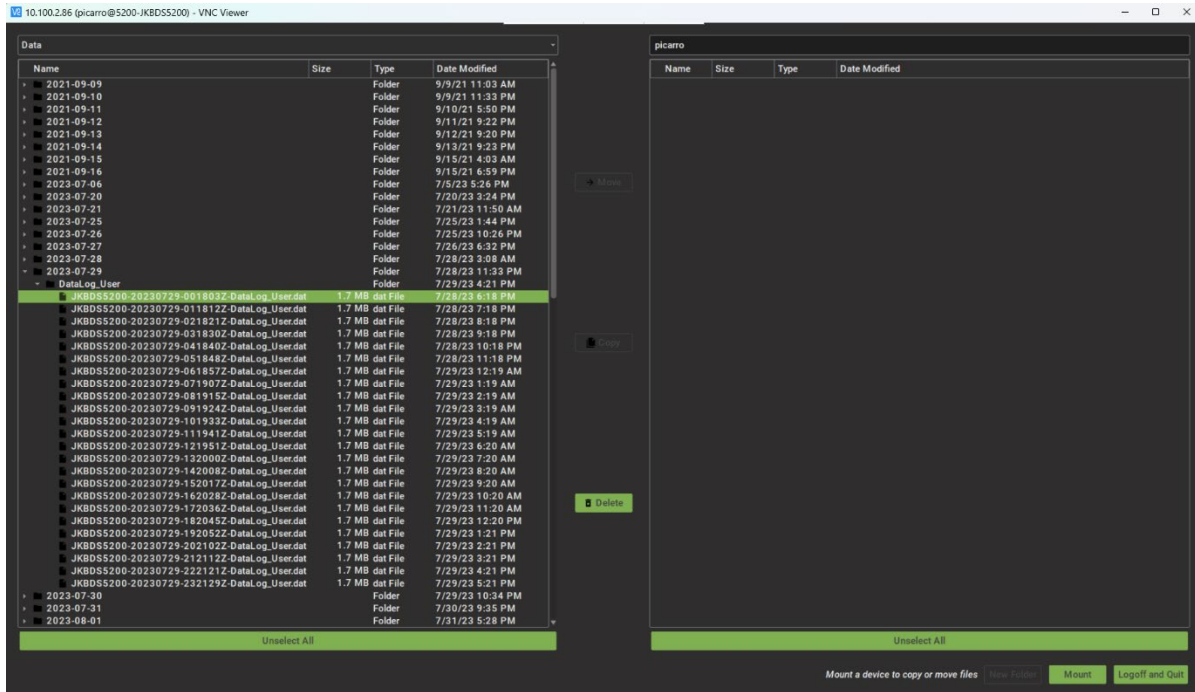 V2 10.100.2.86 (picarro@5200-JKBDS5200) - VNC Viewer
Data
picarro
Name Size Type Date Modified
Name Size Type Date Modified
2021-09-09 Folder 9/9/21 11:03 AM
2021-09-10 Folder 9/9/21 11:33 PM
2021-09-11 Folder 9/10/21 5:50 PM
2021-09-12 Folder 9/11/21 9:22 PM
2021-09-13 Folder 9/12/21 9:20 PM
2021-09-14 Folder 9/13/21 9:23 PM
2021-09-15 Folder 9/15/21 4:03 AM
2021-09-16 Folder 9/15/21 6:59 PM
2023-07-06 Folder 7/5/23 5:26 PM
2023-07-20 Folder 7/20/23 3:24 PM
2023-07-21 Folder 7/21/23 11:50 AM
2023-07-25 Folder 7/25/23 1:44 PM
2023-07-26 Folder 7/25/23 10:26 PM
2023-07-27 Folder 7/26/23 6:32 PM
2023-07-28 Folder 7/28/23 3:08 AM
2023-07-29 Folder 7/28/23 11:33 PM
DataLog_User Folder 7/29/23 4:21 PM
JKBDS5200-20230729-001803Z-DataLog_User.dat 1.7 MB dat File 7/28/23 6:18 PM
JKBDS5200-20230729-011812Z-DataLog_User.dat 1.7 MB dat File 7/28/23 7:18 PM
JKBDS5200-20230729-021821Z-DataLog_User.dat 1.7 MB dat File 7/28/23 8:18 PM
JKBDS5200-20230729-031830Z-DataLog_User.dat 1.7 MB dat File 7/28/23 9:18 PM
JKBDS5200-20230729-041840Z-DataLog_User.dat 1.7 MB dat File 7/28/23 10:18 PM
JKBDS5200-20230729-051848Z-DataLog_User.dat 1.7 MB dat File 7/28/23 11:18 PM
JKBDS5200-20230729-061857Z-DataLog_User.dat 1.7 MB dat File 7/29/23 12:19 AM
JKBDS5200-20230729-071907Z-DataLog_User.dat 1.7 MB dat File 7/29/23 1:19 AM
JKBDS5200-20230729-081915Z-DataLog_User.dat 1.7 MB dat File 7/29/23 2:19 AM
JKBDS5200-20230729-091924Z-DataLog_User.dat 1.7 MB dat File 7/29/23 3:19 AM
JKBDS5200-20230729-101933Z-DataLog_User.dat 1.7 MB dat File 7/29/23 4:19 AM
JKBDS5200-20230729-111941Z-DataLog_User.dat 1.7 MB dat File 7/29/23 5:19 AM
JKBDS5200-20230729-121951Z-DataLog_User.dat 1.7 MB dat File 7/29/23 6:20 AM
JKBDS5200-20230729-132000Z-DataLog_User.dat 1.7 MB dat File 7/29/23 7:20 AM
JKBDS5200-20230729-142008Z-DataLog_User.dat 1.7 MB dat File 7/29/23 8:20 AM
JKBDS5200-20230729-152017Z-DataLog_User.dat 1.7 MB dat File 7/29/23 9:20 AM
JKBDS5200-20230729-162028Z-DataLog_User.dat 1.7 MB dat File 7/29/23 10:20 AM
JKBDS5200-20230729-172036Z-DataLog_User.dat 1.7 MB dat File 7/29/23 11:20 AM
JKBDS5200-20230729-182045Z-DataLog_User.dat 1.7 MB dat File 7/29/23 12:20 PM
JKBDS5200-20230729-192052Z-DataLog_User.dat 1.7 MB dat File 7/29/23 1:21 PM
JKBDS5200-20230729-202102Z-DataLog_User.dat 1.7 MB dat File 7/29/23 2:21 PM
JKBDS5200-20230729-212112Z-DataLog_User.dat 1.7 MB dat File 7/29/23 3:21 PM
JKBDS5200-20230729-222121Z-DataLog_User.dat 1.7 MB dat File 7/29/23 4:21 PM
JKBDS5200-20230729-232129Z-DataLog_User.dat 1.7 MB dat File 7/29/23 5:21 PM
2023-07-30 Folder 7/29/23 10:34 PM
2023-07-31 Folder 7/30/23 9:35 PM
2023-08-01 Folder 7/31/23 5:28 PM
Move
Copy
Delete
Unselect All
Unselect All
Mount a device to copy or move files New Folder Mount Logoff and Quit